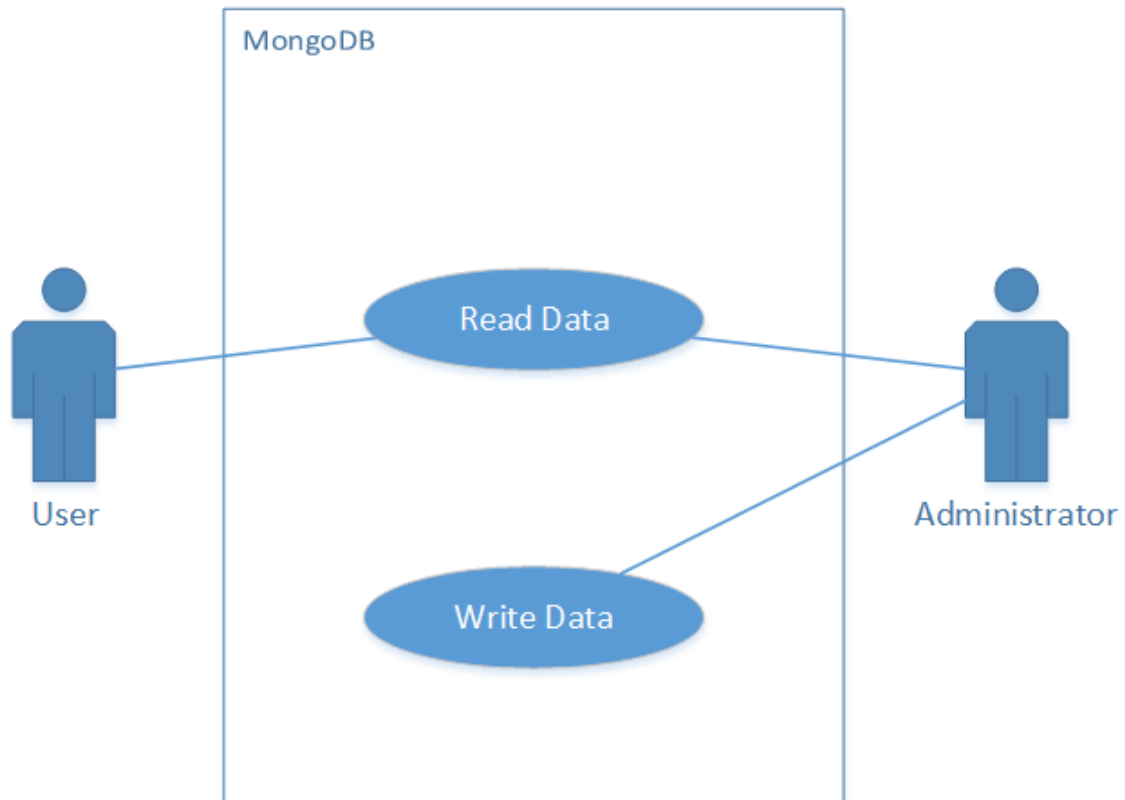 MongoDB
Read Data
User
Administrator
Write Data